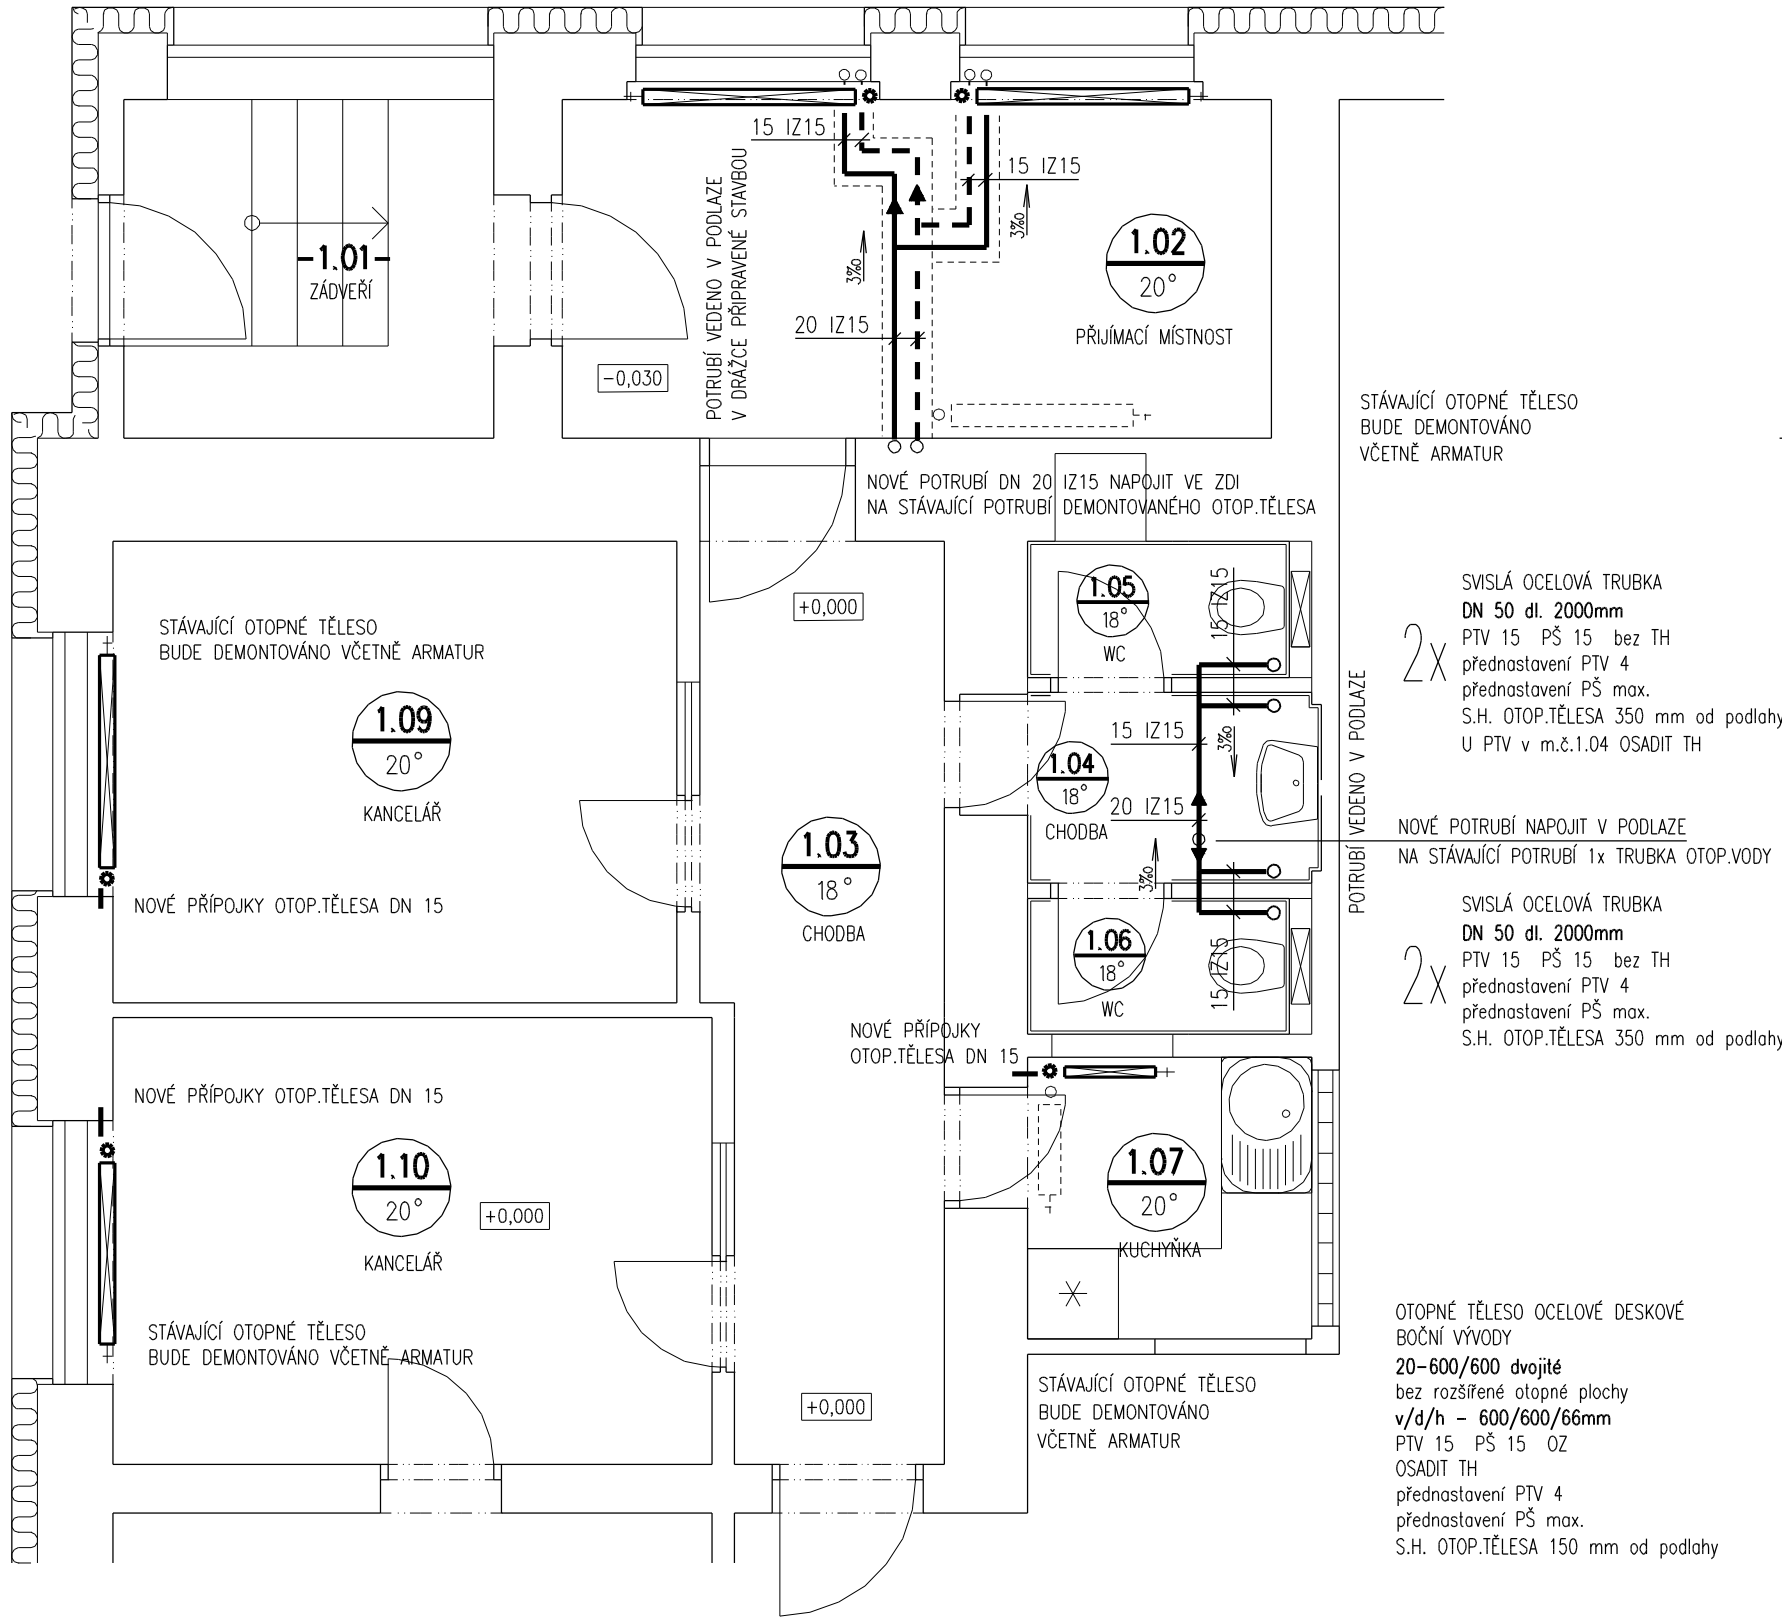 15 IZ15
15 IZ15
POTRUBÍ VEDENO V PODLAZE
V DRÁŽCE PŘIPRAVENÉ STAVBOU
-1.01-
ZÁDVEŘÍ
3‰
3‰
1.02
20°
PŘIJÍMACÍ MÍSTNOST
20 IZ15
-0,030
STÁVAJÍCÍ OTOPNÉ TĚLESO
BUDE DEMONTOVÁNO
VČETNĚ ARMATUR
NOVÉ POTRUBÍ DN 20 IZ15 NAPOJIT VE ZDI
NA STÁVAJÍCÍ POTRUBÍ DEMONTOVANÉHO OTOP.TĚLESA
+0,000
1.05
18°
WC
15 IZ15
SVISLÁ OCELOVÁ TRUBKA
DN 50 dl. 2000mm
2x
PTV 15 PŠ 15 bez TH
přednastavení PTV 4
přednastavení PŠ max.
S.H. OTOP.TĚLESA 350 mm od podlahy
U PTV v m.č.1.04 OSADIT TH
STÁVAJÍCÍ OTOPNÉ TĚLESO
BUDE DEMONTOVÁNO VČETNĚ ARMATUR
1.09
20°
KANCELÁŘ
15 IZ15
3‰
1.04
18°
CHODBA
20 IZ15
3‰
POTRUBÍ VEDENO V PODLAZE
NOVÉ POTRUBÍ NAPOJIT V PODLAZE
NA STÁVAJÍCÍ POTRUBÍ 1x TRUBKA OTOP.VODY
1.03
18°
CHODBA
NOVÉ PŘÍPOJKY OTOP.TĚLESA DN 15
1.06
18°
WC
15 IZ15
SVISLÁ OCELOVÁ TRUBKA
DN 50 dl. 2000mm
2x
PTV 15 PŠ 15 bez TH
přednastavení PTV 4
přednastavení PŠ max.
S.H. OTOP.TĚLESA 350 mm od podlahy
NOVÉ PŘÍPOJKY
OTOP.TĚLESA DN 15
NOVÉ PŘÍPOJKY OTOP.TĚLESA DN 15
1.10
20°
KANCELÁŘ
+0,000
1.07
20°
KUCHYŇKA
STÁVAJÍCÍ OTOPNÉ TĚLESO
BUDE DEMONTOVÁNO VČETNĚ ARMATUR
+0,000
STÁVAJÍCÍ OTOPNÉ TĚLESO
BUDE DEMONTOVÁNO
VČETNĚ ARMATUR
OTOPNÉ TĚLESO OCELOVÉ DESKOVÉ
BOČNÍ VÝVODY
20-600/600 dvojité
bez rozšířené otopné plochy
v/d/h - 600/600/66mm
PTV 15 PŠ 15 OZ
OSADIT TH
přednastavení PTV 4
přednastavení PŠ max.
S.H. OTOP.TĚLESA 150 mm od podlahy